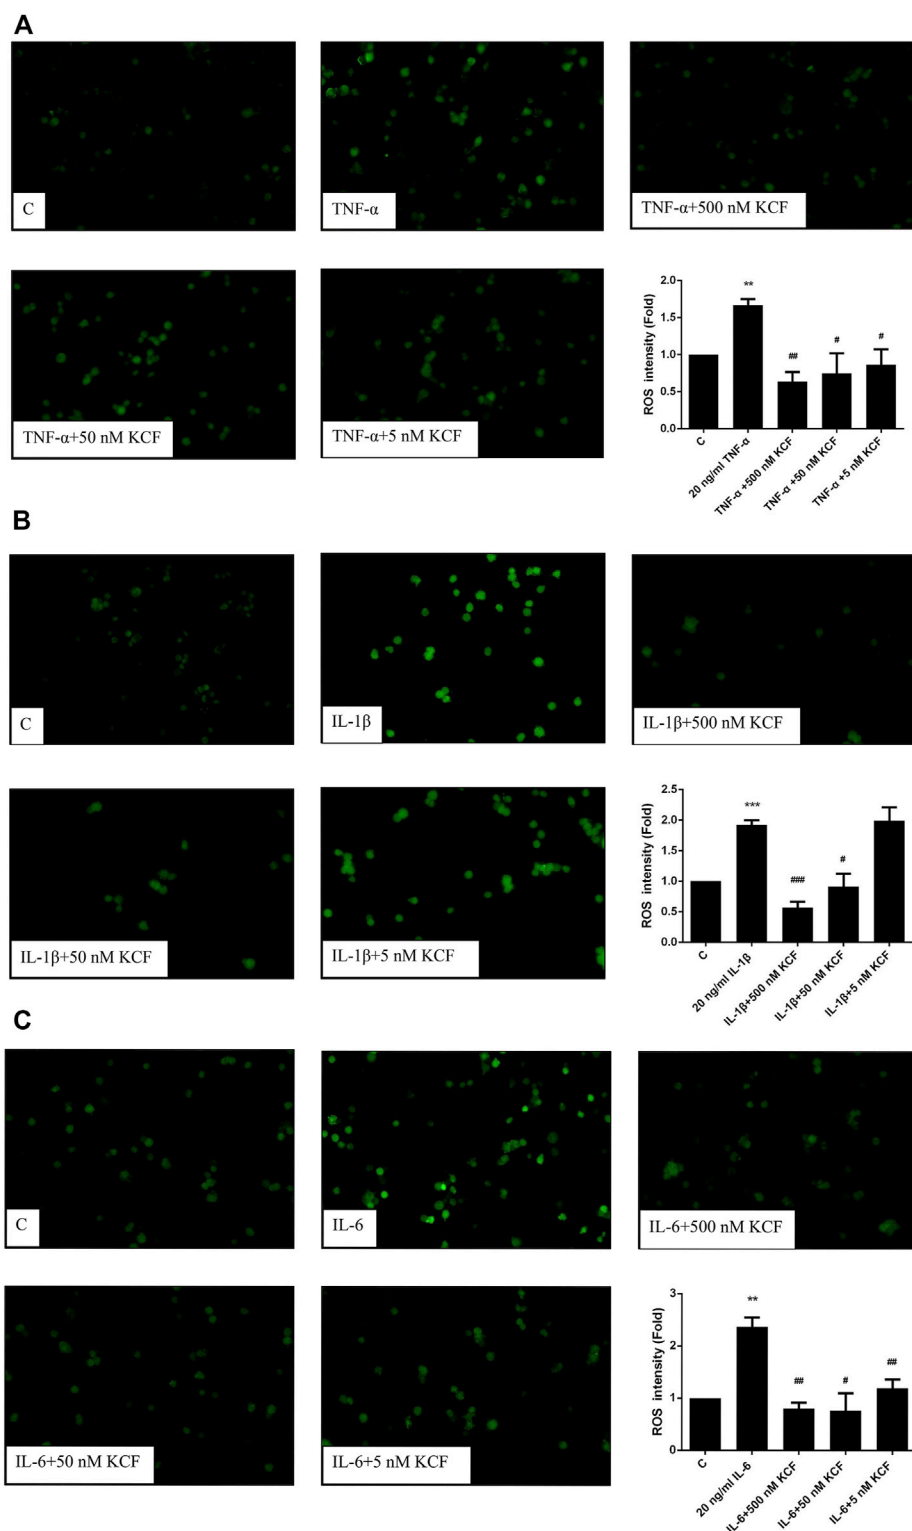 A
C
TNF-α
TNF-α+500 nM KCF
TNF-α+50 nM KCF
TNF-α+5 nM KCF
ROS intensity (Fold)
2.0
1.5
1.0
0.5
0.0
**
##
#
#
C
20 ng/ml TNF-α
TNF-α +500 nM KCF
TNF-α +50 nM KCF
TNF-α +5 nM KCF
B
C
IL-1β
IL-1β+500 nM KCF
IL-1β+50 nM KCF
IL-1β+5 nM KCF
ROS intensity (Fold)
2.5
2.0
1.5
1.0
0.5
0.0
***
###
#
C
20 ng/ml IL-1β
IL-1β+500 nM KCF
IL-1β+50 nM KCF
IL-1β+5 nM KCF
C
C
IL-6
IL-6+500 nM KCF
IL-6+50 nM KCF
IL-6+5 nM KCF
ROS intensity (Fold)
3
2
1
0
**
##
#
##
C
20 ng/ml IL-6
IL-6+500 nM KCF
IL-6+50 nM KCF
IL-6+5 nM KCF